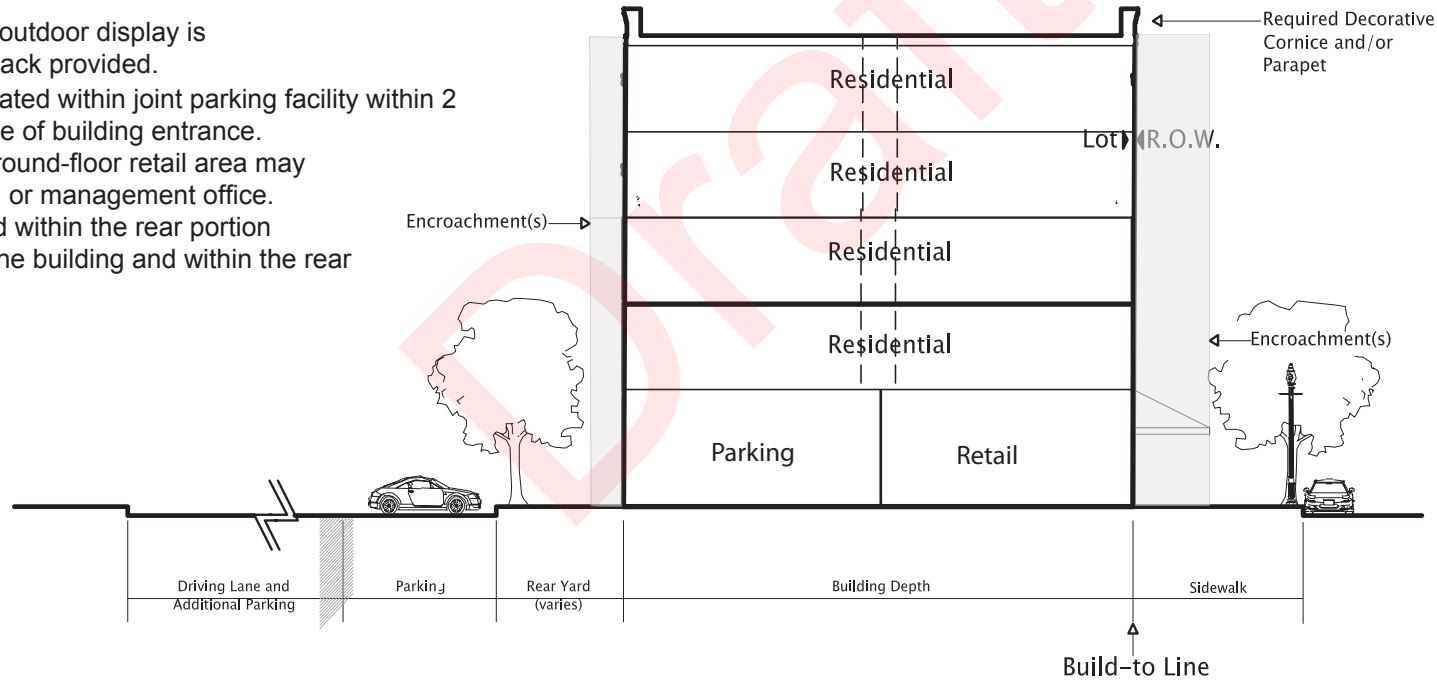 outdoor display is
ack provided.
ated within joint parking facility within 2
e of building entrance.
round-floor retail area may
or management office.
d within the rear portion
he building and within the rear
Required Decorative
Cornice and/or
Parapet
Residential
Lot R.O.W.
Residential
Encroachment(s)
Residential
Encroachment(s)
Residential
Parking
Retail
Driving Lane and
Additional Parking
Parking
Rear Yard
(varies)
Building Depth
Sidewalk
Build-to Line
Draft